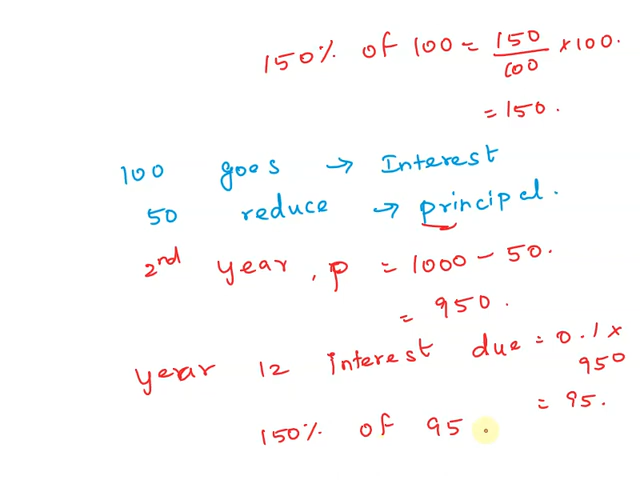 150% of 100 = 150/100 × 100.
= 150.
100 goes → Interest
50 reduce → principal.
2nd year, p = 1000 - 50.
= 950.
year 12 interest due = 0.1 × 950
= 95.
150% of 95